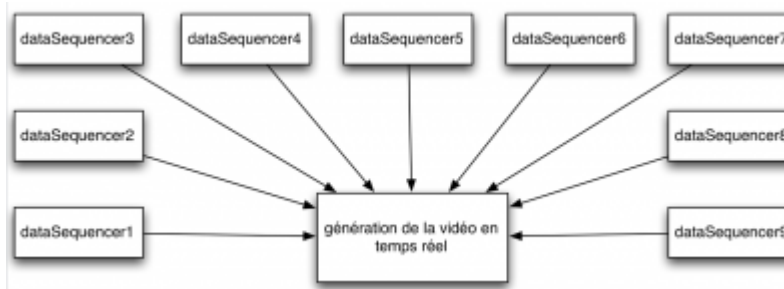 dataSequencer3
dataSequencer4
dataSequencer5
dataSequencer6
dataSequencer7
dataSequencer2
dataSequencer8
dataSequencer1
génération de la vidéo en
temps réel
dataSequencer9